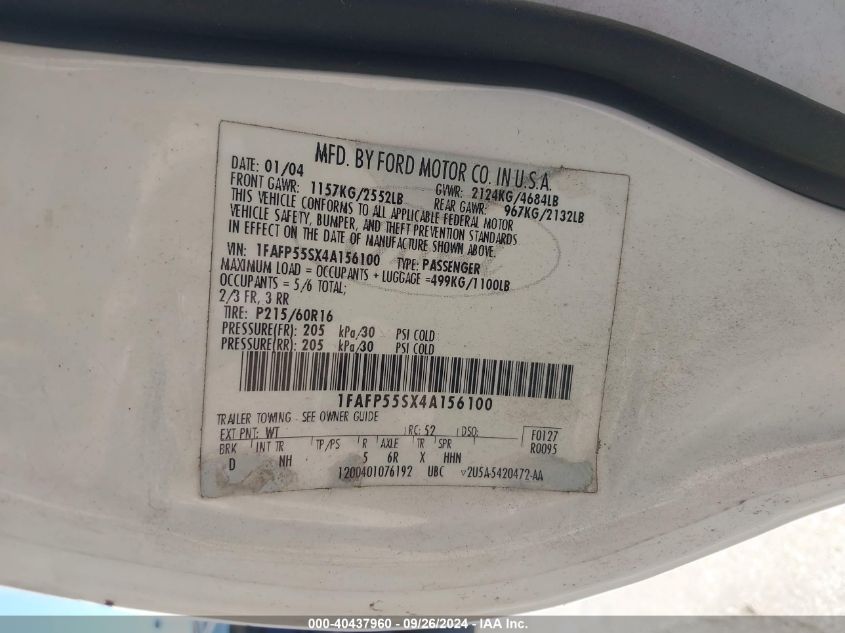 MFD. BY FORD MOTOR CO. IN U.S.A.
DATE: 01/04 GVWR: 2124KG/4684LB
FRONT GAWR: 1157KG/2552LB REAR GAWR: 967KG/2132LB
THIS VEHICLE CONFORMS TO ALL APPLICABLE FEDERAL MOTOR
VEHICLE SAFETY, BUMPER, AND THEFT PREVENTION STANDARDS
IN EFFECT ON THE DATE OF MANUFACTURE SHOWN ABOVE.
VIN: 1FAFP55SX4A156100 TYPE: PASSENGER
MAXIMUM LOAD = OCCUPANTS + LUGGAGE =499KG/1100LB
OCCUPANTS = 5/6 TOTAL;
2/3 FR, 3 RR
TIRE: P215/60R16
PRESSURE(FR): 205 kPa/30 PSI COLD
PRESSURE(RR): 205 kPa/30 PSI COLD
1FAFP55SX4A156100
TRAILER TOWING - SEE OWNER GUIDE
EXT PNT: WT RC: 52 DSO: F0127
BRK INT TR TP/PS R AXLE TR SPR R0095
D NH 5 6R X HHN
1200401076192 UBC 2U5A-5420472-AA
000-40437960 - 09/26/2024 - IAA Inc.